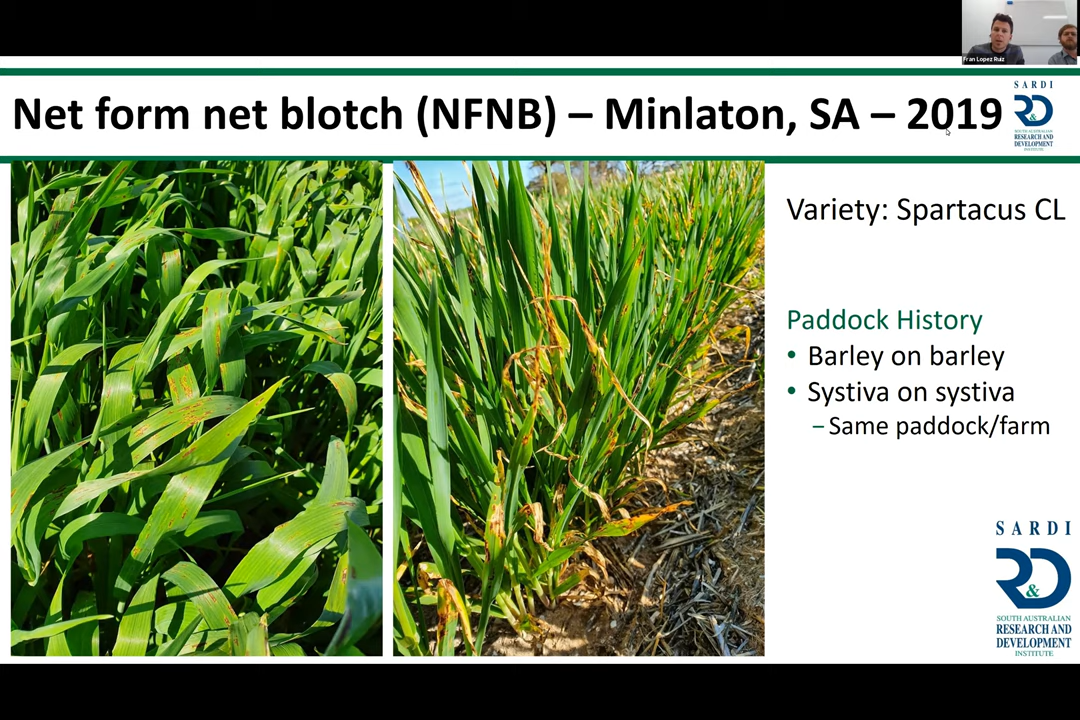 Fran Lopez Ruiz
Net form net blotch (NFNB) – Minlaton, SA – 2019
SARDI
RD
&
SOUTH AUSTRALIAN
RESEARCH AND
DEVELOPMENT
INSTITUTE
Variety: Spartacus CL
Paddock History
• Barley on barley
• Systiva on systiva
– Same paddock/farm
SARDI
RD
&
SOUTH AUSTRALIAN
RESEARCH AND
DEVELOPMENT
INSTITUTE